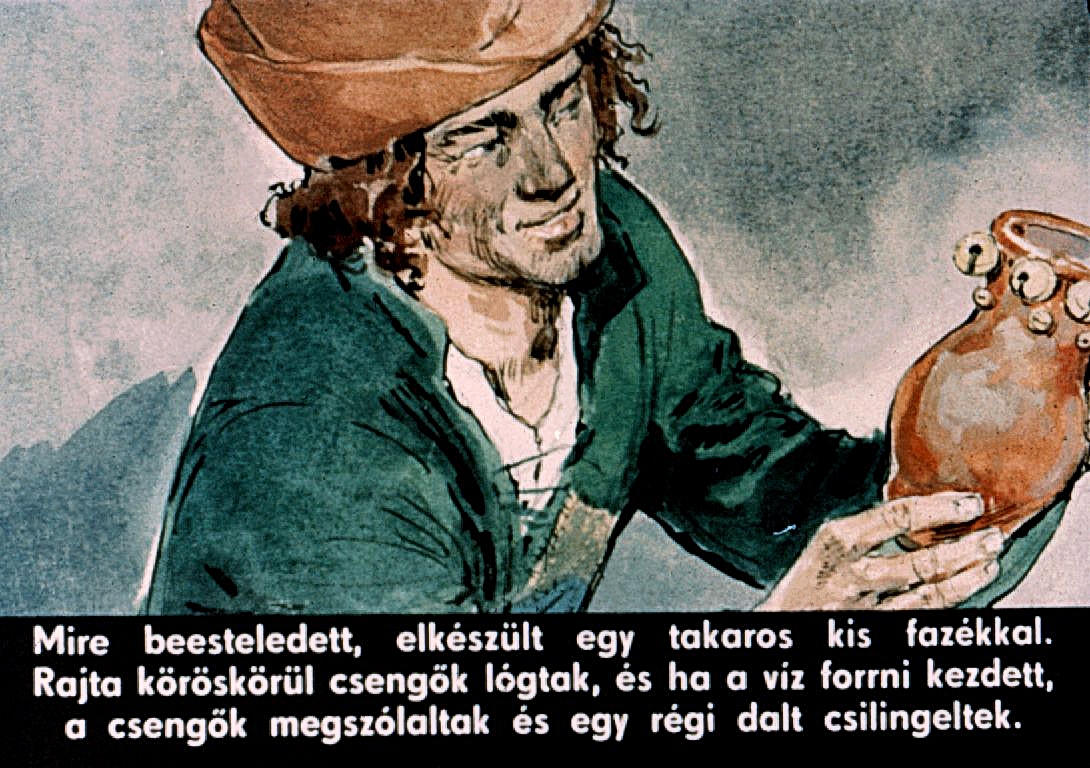 Mire beesteledett, elkészült egy takaros kis fazékkal.
Rajta köröskörül csengők lógtak, és ha a víz forrni kezdett,
a csengők megszólaltak és egy régi dalt csilingeltek.